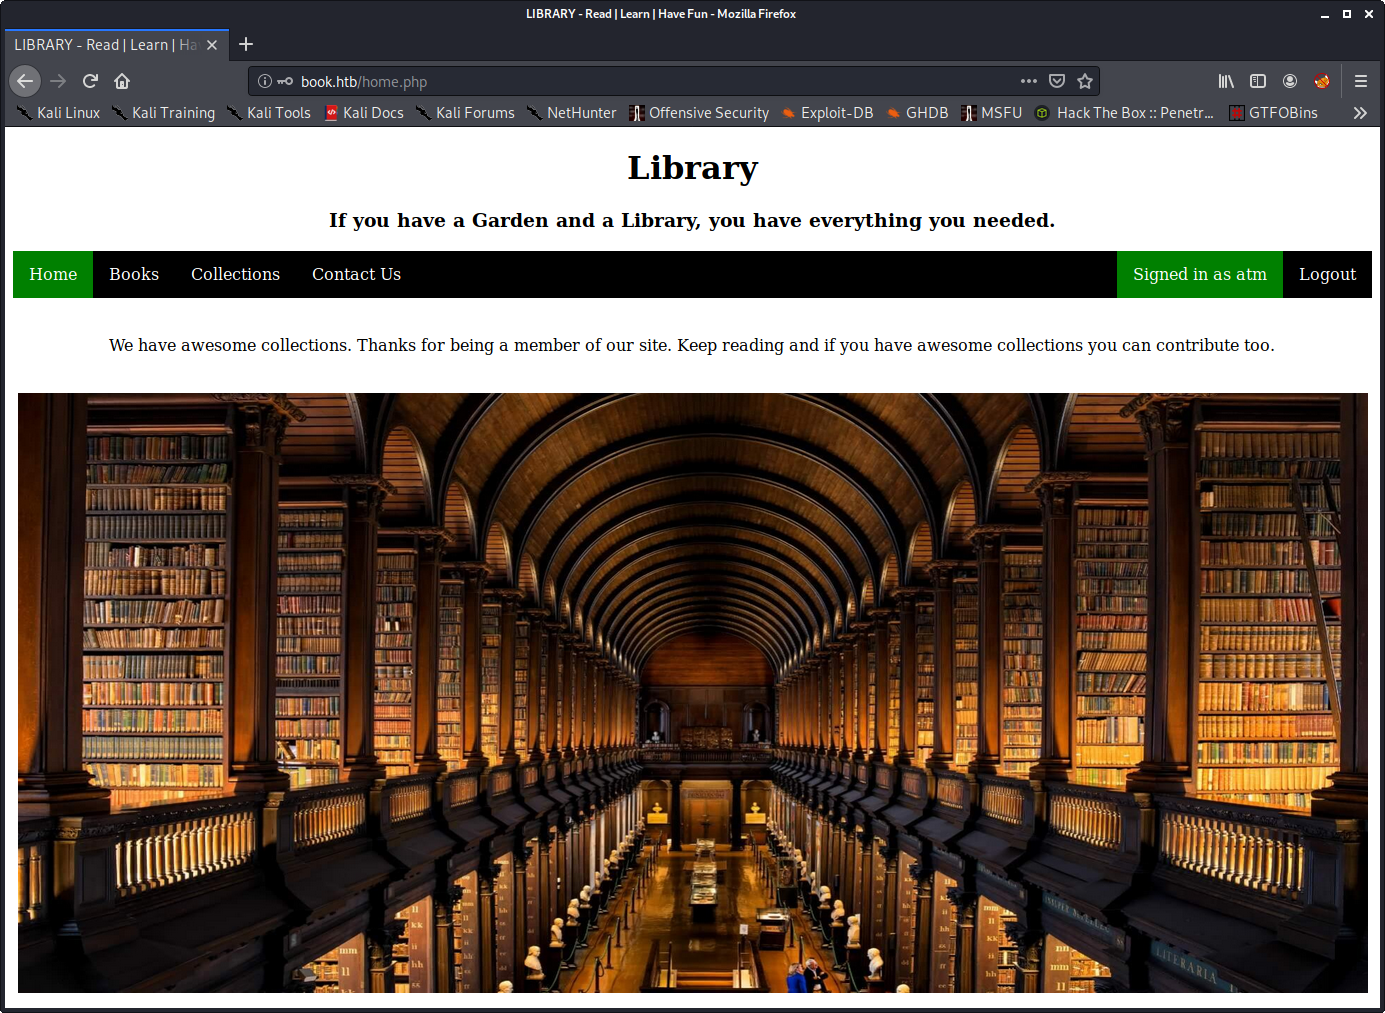 LIBRARY - Read | Learn | Have Fun - Mozilla Firefox
LIBRARY - Read | Learn | Ha
book.htb/home.php
Kali Linux Kali Training Kali Tools Kali Docs Kali Forums NetHunter Offensive Security Exploit-DB GHDB MSFU Hack The Box :: Penetr... GTFOBins
Library
If you have a Garden and a Library, you have everything you needed.
Home Books Collections Contact Us Signed in as atm Logout
We have awesome collections. Thanks for being a member of our site. Keep reading and if you have awesome collections you can contribute too.
LITERARIA